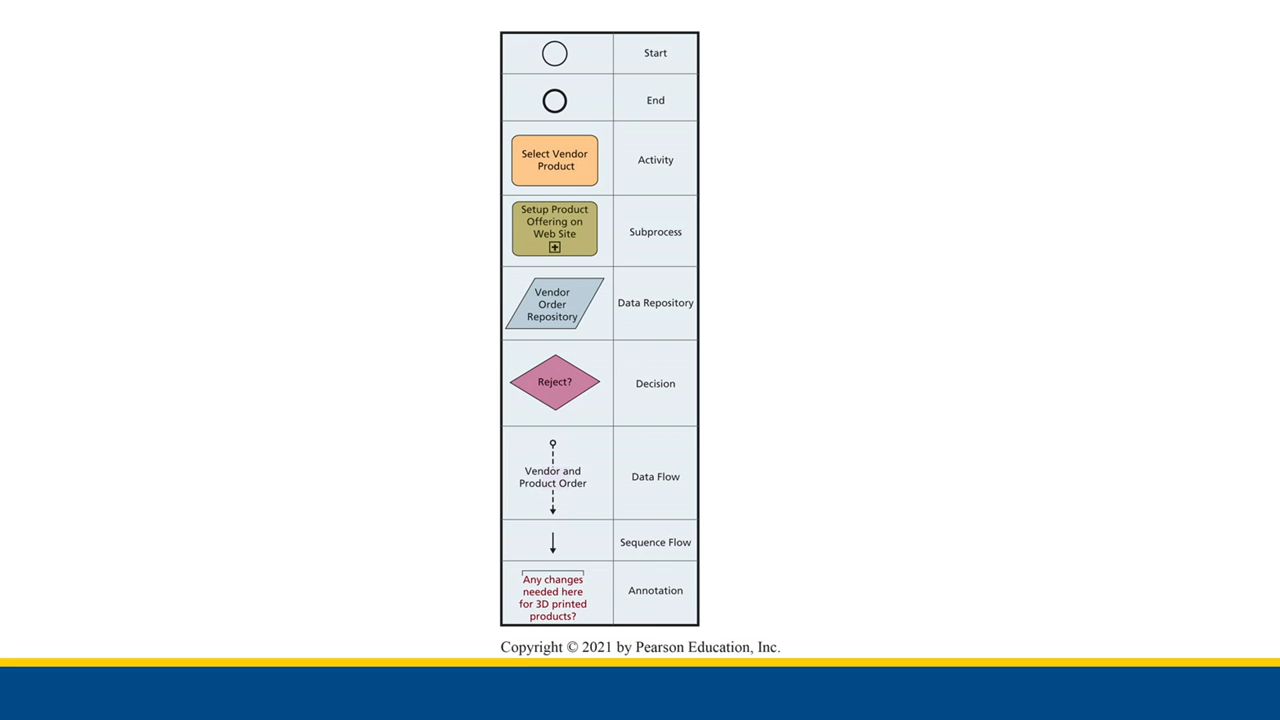 Start
End
Select Vendor
Product
Activity
Setup Product
Offering on
Web Site
Subprocess
Vendor
Order
Repository
Data Repository
Reject?
Decision
Vendor and
Product Order
Data Flow
Sequence Flow
Any changes
needed here
for 3D printed
products?
Annotation
Copyright © 2021 by Pearson Education, Inc.